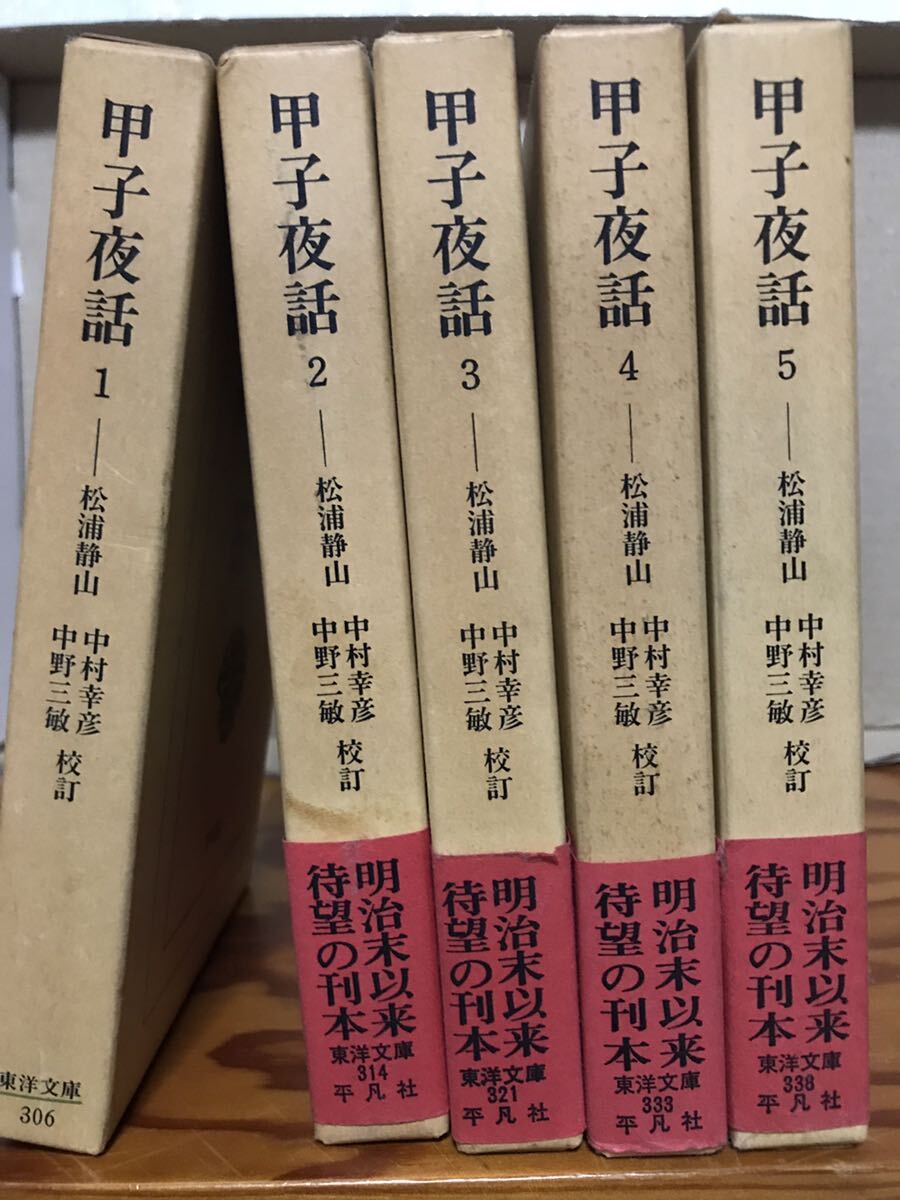 甲子夜話
1
松浦静山
中村幸彦
中野三敏
校訂
東洋文庫
306
甲子夜話
2
松浦静山
中村幸彦
中野三敏
校訂
明治末以来
待望の刊本
東洋文庫
314
平凡社
甲子夜話
3
松浦静山
中村幸彦
中野三敏
校訂
明治末以来
待望の刊本
東洋文庫
321
平凡社
甲子夜話
4
松浦静山
中村幸彦
中野三敏
校訂
明治末以来
待望の刊本
東洋文庫
333
平凡社
甲子夜話
5
松浦静山
中村幸彦
中野三敏
校訂
明治末以来
待望の刊本
東洋文庫
338
平凡社